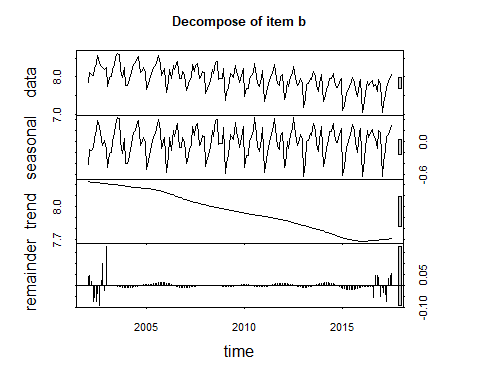 Decompose of item b
data
8.0
7.0
seasonal
0.0
-0.6
trend
8.0
7.7
remainder
0.05
-0.10
2005 2010 2015
time